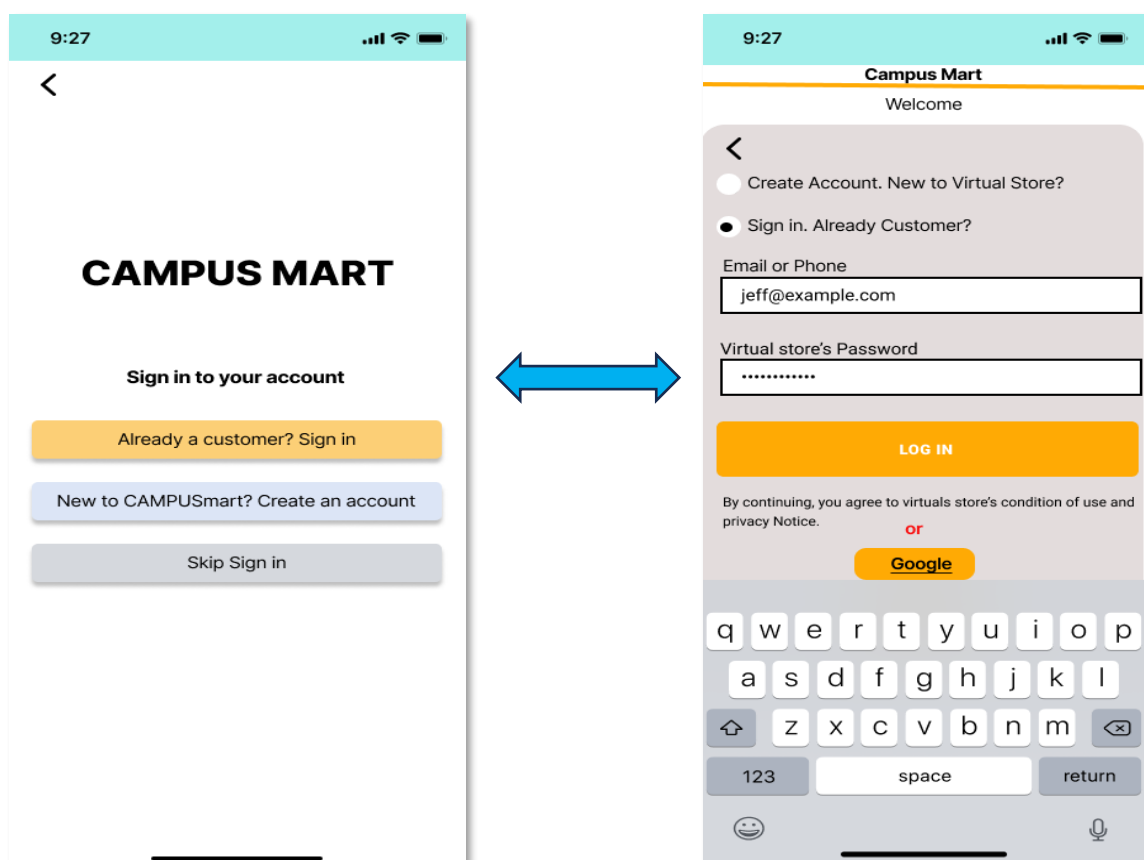 9:27
CAMPUS MART
Sign in to your account
Already a customer? Sign in
New to CAMPUSmart? Create an account
Skip Sign in
9:27
Campus Mart
Welcome
Create Account. New to Virtual Store?
Sign in. Already Customer?
Email or Phone
jeff@example.com
Virtual store's Password
••••••••••••
LOG IN
By continuing, you agree to virtuals store's condition of use and
privacy Notice.
or
Google
q w e r t y u i o p
a s d f g h j k l
z x c v b n m
123 space return